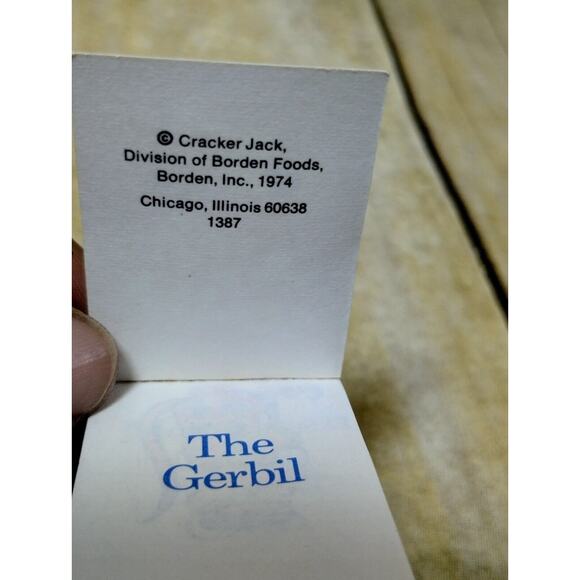 © Cracker Jack,
Division of Borden Foods,
Borden, Inc., 1974
Chicago, Illinois 60638
1387
The
Gerbil